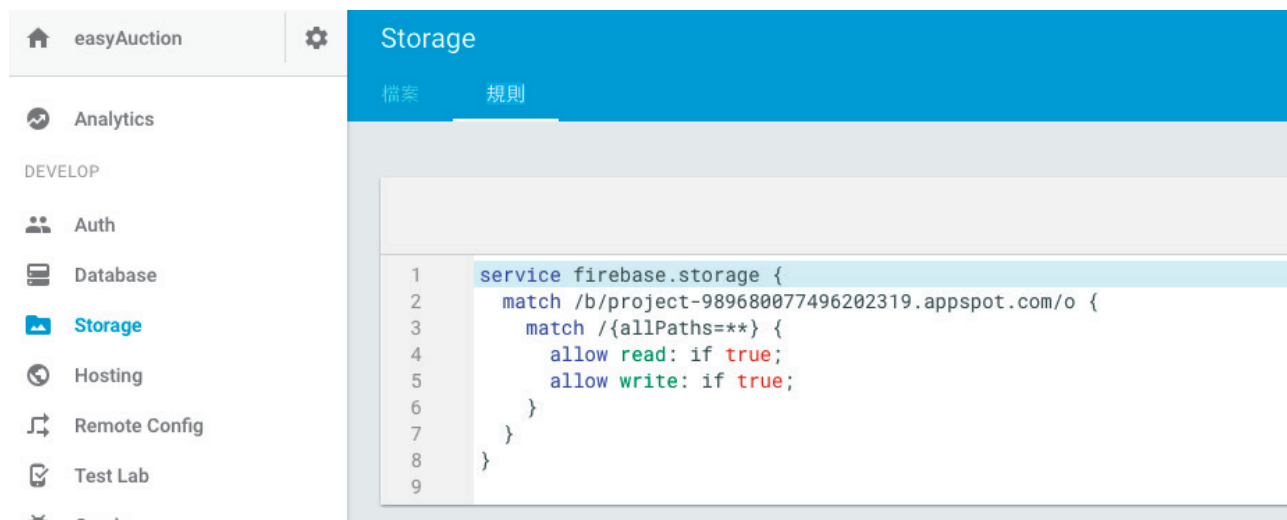 easyAuction
Analytics
DEVELOP
Auth
Database
Storage
Hosting
Remote Config
Test Lab
Storage
檔案 規則
1 service firebase.storage {
2   match /b/project-989680077496202319.appspot.com/o {
3     match /{allPaths=**} {
4       allow read: if true;
5       allow write: if true;
6     }
7   }
8 }
9